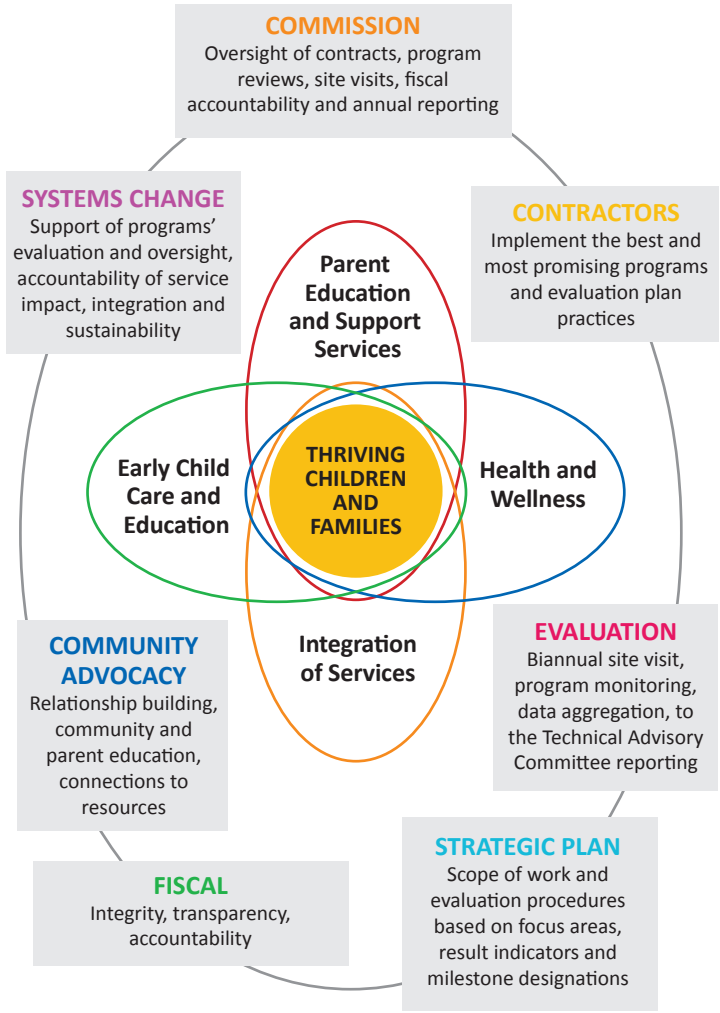 COMMISSION
Oversight of contracts, program
reviews, site visits, fiscal
accountability and annual reporting
SYSTEMS CHANGE
Support of programs’
evaluation and oversight,
accountability of service
impact, integration and
sustainability
CONTRACTORS
Implement the best and
most promising programs
and evaluation plan
practices
Parent
Education
and Support
Services
Early Child
Care and
Education
THRIVING
CHILDREN
AND
FAMILIES
Health and
Wellness
Integration
of Services
COMMUNITY
ADVOCACY
Relationship building,
community and
parent education,
connections to
resources
EVALUATION
Biannual site visit,
program monitoring,
data aggregation, to
the Technical Advisory
Committee reporting
FISCAL
Integrity, transparency,
accountability
STRATEGIC PLAN
Scope of work and
evaluation procedures
based on focus areas,
result indicators and
milestone designations